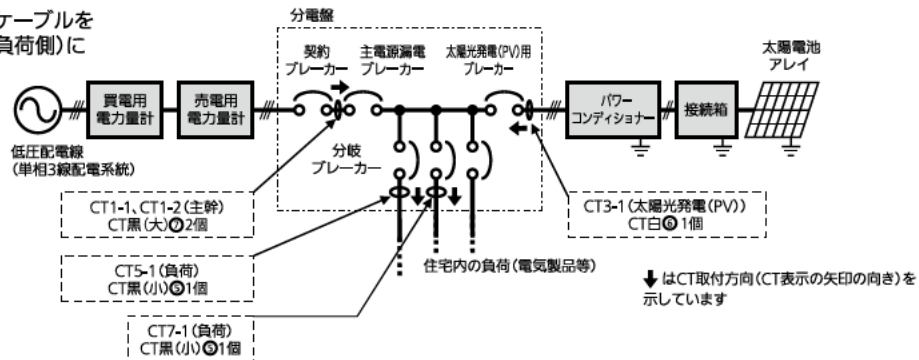 ケーブルを
負荷側)に
分電盤
契約
ブレーカー
主電源漏電
ブレーカー
太陽光発電(PV)用
ブレーカー
太陽電池
アレイ
買電用
電力量計
売電用
電力量計
パワー
コンディショナー
接続箱
低圧配電線
(単相3線配電系統)
分岐
ブレーカー
CT1-1、CT1-2(主幹)
CT黒(大)⑦2個
CT3-1(太陽光発電(PV))
CT白⑥1個
CT5-1(負荷)
CT黒(小)⑤1個
住宅内の負荷(電気製品等)
はCT取付方向(CT表示の矢印の向き)を
示しています
CT7-1(負荷)
CT黒(小)⑤1個